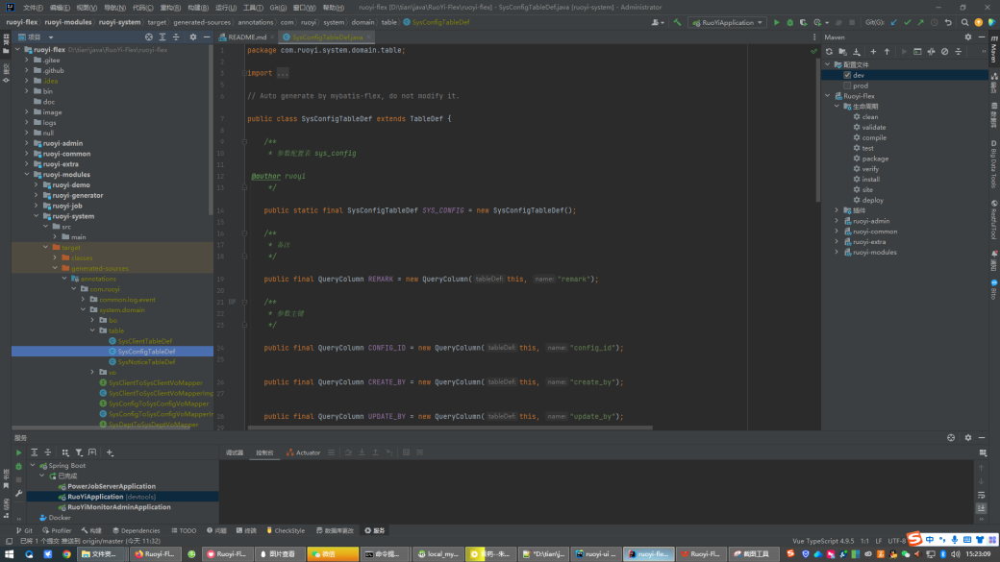 文件(F) 编辑(E) 视图(V) 导航(N) 代码(C) 重构(R) 构建(B) 运行(U) 工具(T) Git(G) 窗口(W) 帮助(H) ruoyi-flex [D:\tian\java\RuoYi-Flex\ruoyi-flex] - SysConfigTableDef.java [ruoyi-system] - Administrator
ruoyi-flex ruoyi-modules ruoyi-system target generated-sources annotations com ruoyi system domain table SysConfigTableDef
RuoYiApplication Git(G):
项目
ruoyi-flex D:\tian\java\RuoYi-Flex\ruoyi-flex
.gitee
.github
.idea
bin
doc
image
logs
null
ruoyi-admin
ruoyi-common
ruoyi-extra
ruoyi-modules
ruoyi-demo
ruoyi-generator
ruoyi-job
ruoyi-system
src
main
target
classes
generated-sources
annotations
com.ruoyi
common.log.event
system.domain
bo
table
SysClientTableDef
SysConfigTableDef
SysNoticeTableDef
vo
SysClientToSysClientVoMapper
SysClientToSysClientVoMapperImpl
SysConfigToSysConfigVoMapper
SysConfigToSysConfigVoMapperIm
SysDeptToSysDeptVoMapper
README.md SysConfigTableDef.java
package com.ruoyi.system.domain.table;
import ...
// Auto generate by mybatis-flex, do not modify it.
public class SysConfigTableDef extends TableDef {
/**
* 参数配置表 sys_config
@author ruoyi
*/
public static final SysConfigTableDef SYS_CONFIG = new SysConfigTableDef();
/**
* 备注
*/
public final QueryColumn REMARK = new QueryColumn( tableDef: this, name: "remark");
/**
* 参数主键
*/
public final QueryColumn CONFIG_ID = new QueryColumn( tableDef: this, name: "config_id");
public final QueryColumn CREATE_BY = new QueryColumn( tableDef: this, name: "create_by");
public final QueryColumn UPDATE_BY = new QueryColumn( tableDef: this, name: "update_by");
Maven
配置文件
dev
prod
Ruoyi-Flex
生命周期
clean
validate
compile
test
package
verify
install
site
deploy
插件
ruoyi-admin
ruoyi-common
ruoyi-extra
ruoyi-modules
Maven
Big Data Tools
RestfulTool
通知
Bito
服务
调试器 控制台 Actuator
Spring Boot
已完成
PowerJobServerApplication
RuoYiApplication [devtools]
RuoYiMonitorAdminApplication
Docker
Git Profiler 构建 Dependencies TODO 问题 终端 CheckStyle 数据库更改 服务
已将 1 个提交 推送到 origin/master (今天 11:32)
Vue TypeScript 4.9.5 1:1 LF UTF-8
文件资... RuoYi-FL... Ruoyi-Fl... 图片查看 微信 命令提... local_my... "D:\tian\j... ruoyi-ui ... ruoyi-fle... Ruoyi-FL... 截图工具
中
15:23:09